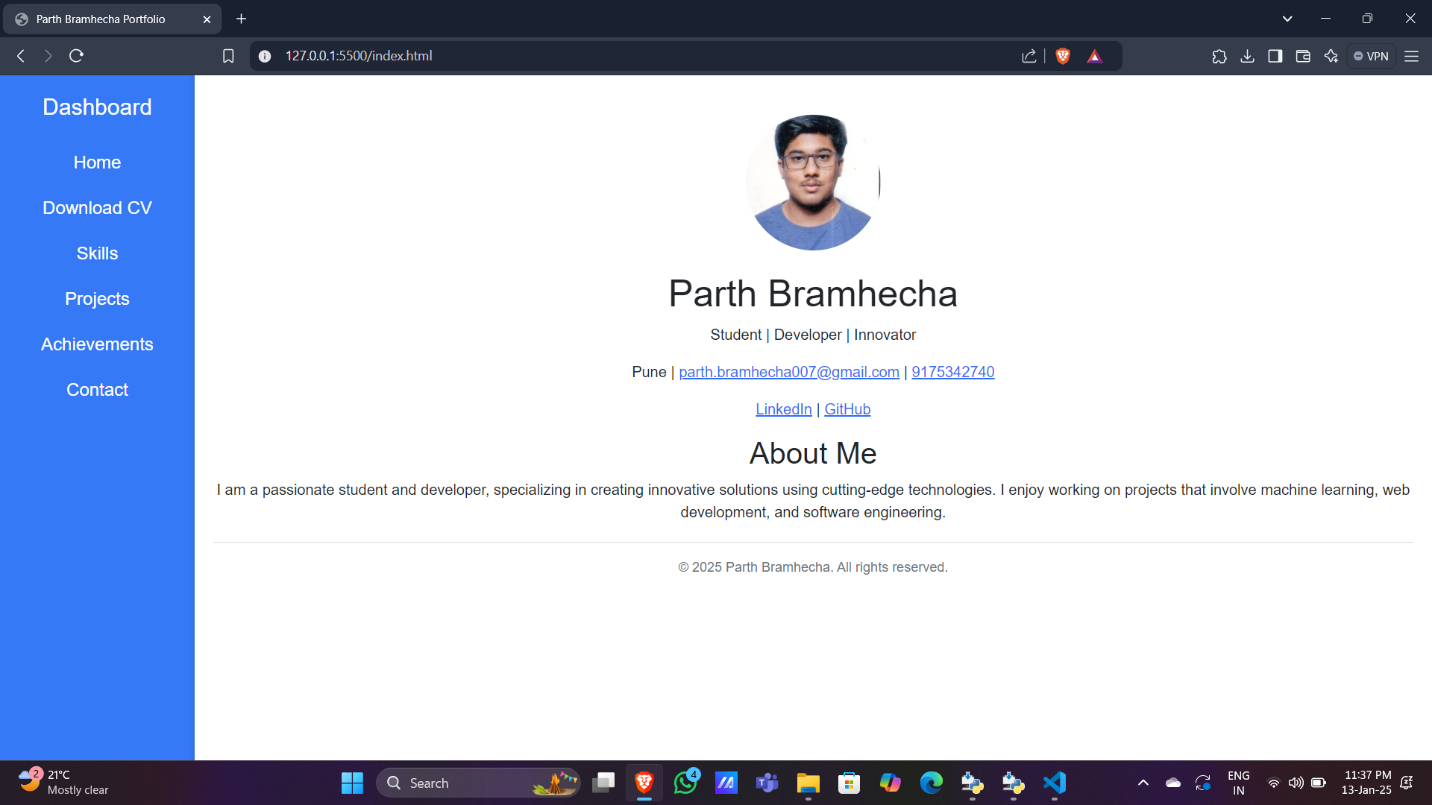 Parth Bramhecha Portfolio
127.0.0.1:5500/index.html
VPN
Dashboard
Home
Download CV
Skills
Projects
Achievements
Contact
Parth Bramhecha
Student | Developer | Innovator
Pune | parth.bramhecha007@gmail.com | 9175342740
LinkedIn | GitHub
About Me
I am a passionate student and developer, specializing in creating innovative solutions using cutting-edge technologies. I enjoy working on projects that involve machine learning, web
development, and software engineering.
© 2025 Parth Bramhecha. All rights reserved.
2
21°C
Mostly clear
Search
4
ENG
IN
11:37 PM
13-Jan-25